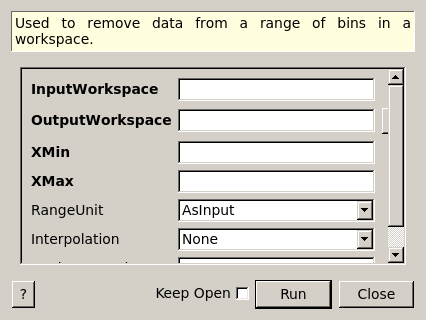 Used to remove data from a range of bins in a
workspace.
InputWorkspace
OutputWorkspace
XMin
XMax
RangeUnit AsInput
Interpolation None
? Keep Open Run Close